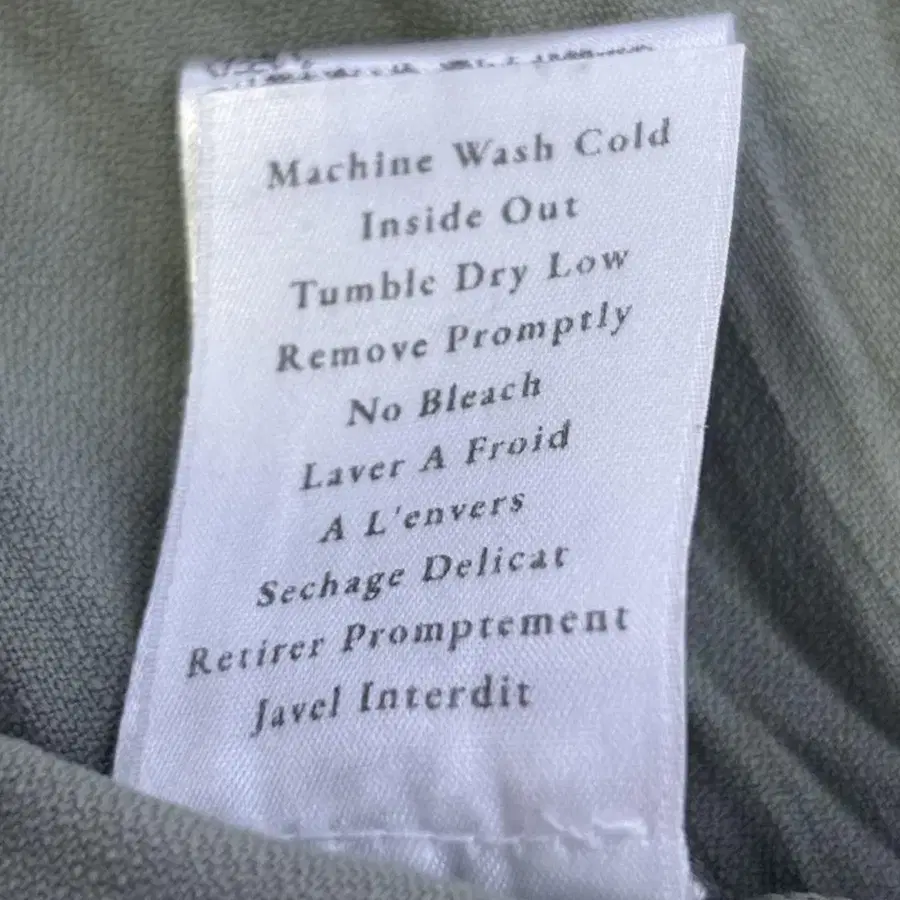 Machine Wash Cold
Inside Out
Tumble Dry Low
Remove Promptly
No Bleach
Laver A Froid
A L'envers
Sechage Delicat
Retirer Promptement
Javel Interdit